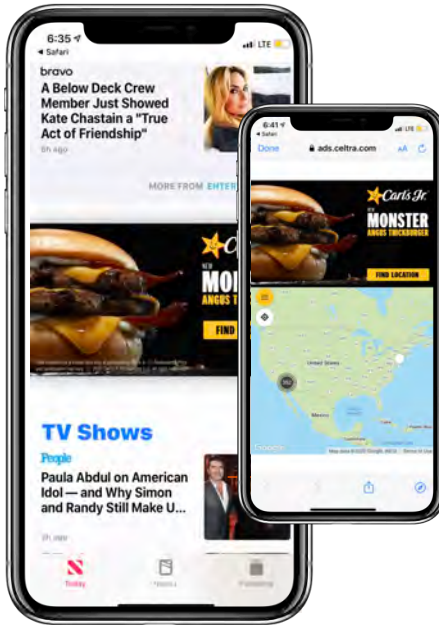 6:35
LTE
Safari
bravo
A Below Deck Crew
Member Just Showed
Kate Chastain a "True
Act of Friendship"
6h ago
MORE FROM ENTER
C
MO
ANGUS T
FIND
TV Shows
People
Paula Abdul on American
Idol — and Why Simon
and Randy Still Make U...
Today
6:41
LTE
Safari
Done
ads.celtra.com
AA
Carl's Jr.
NEW
MONSTER
ANGUS THICKBURGER
FIND LOCATION
United States
Mexico